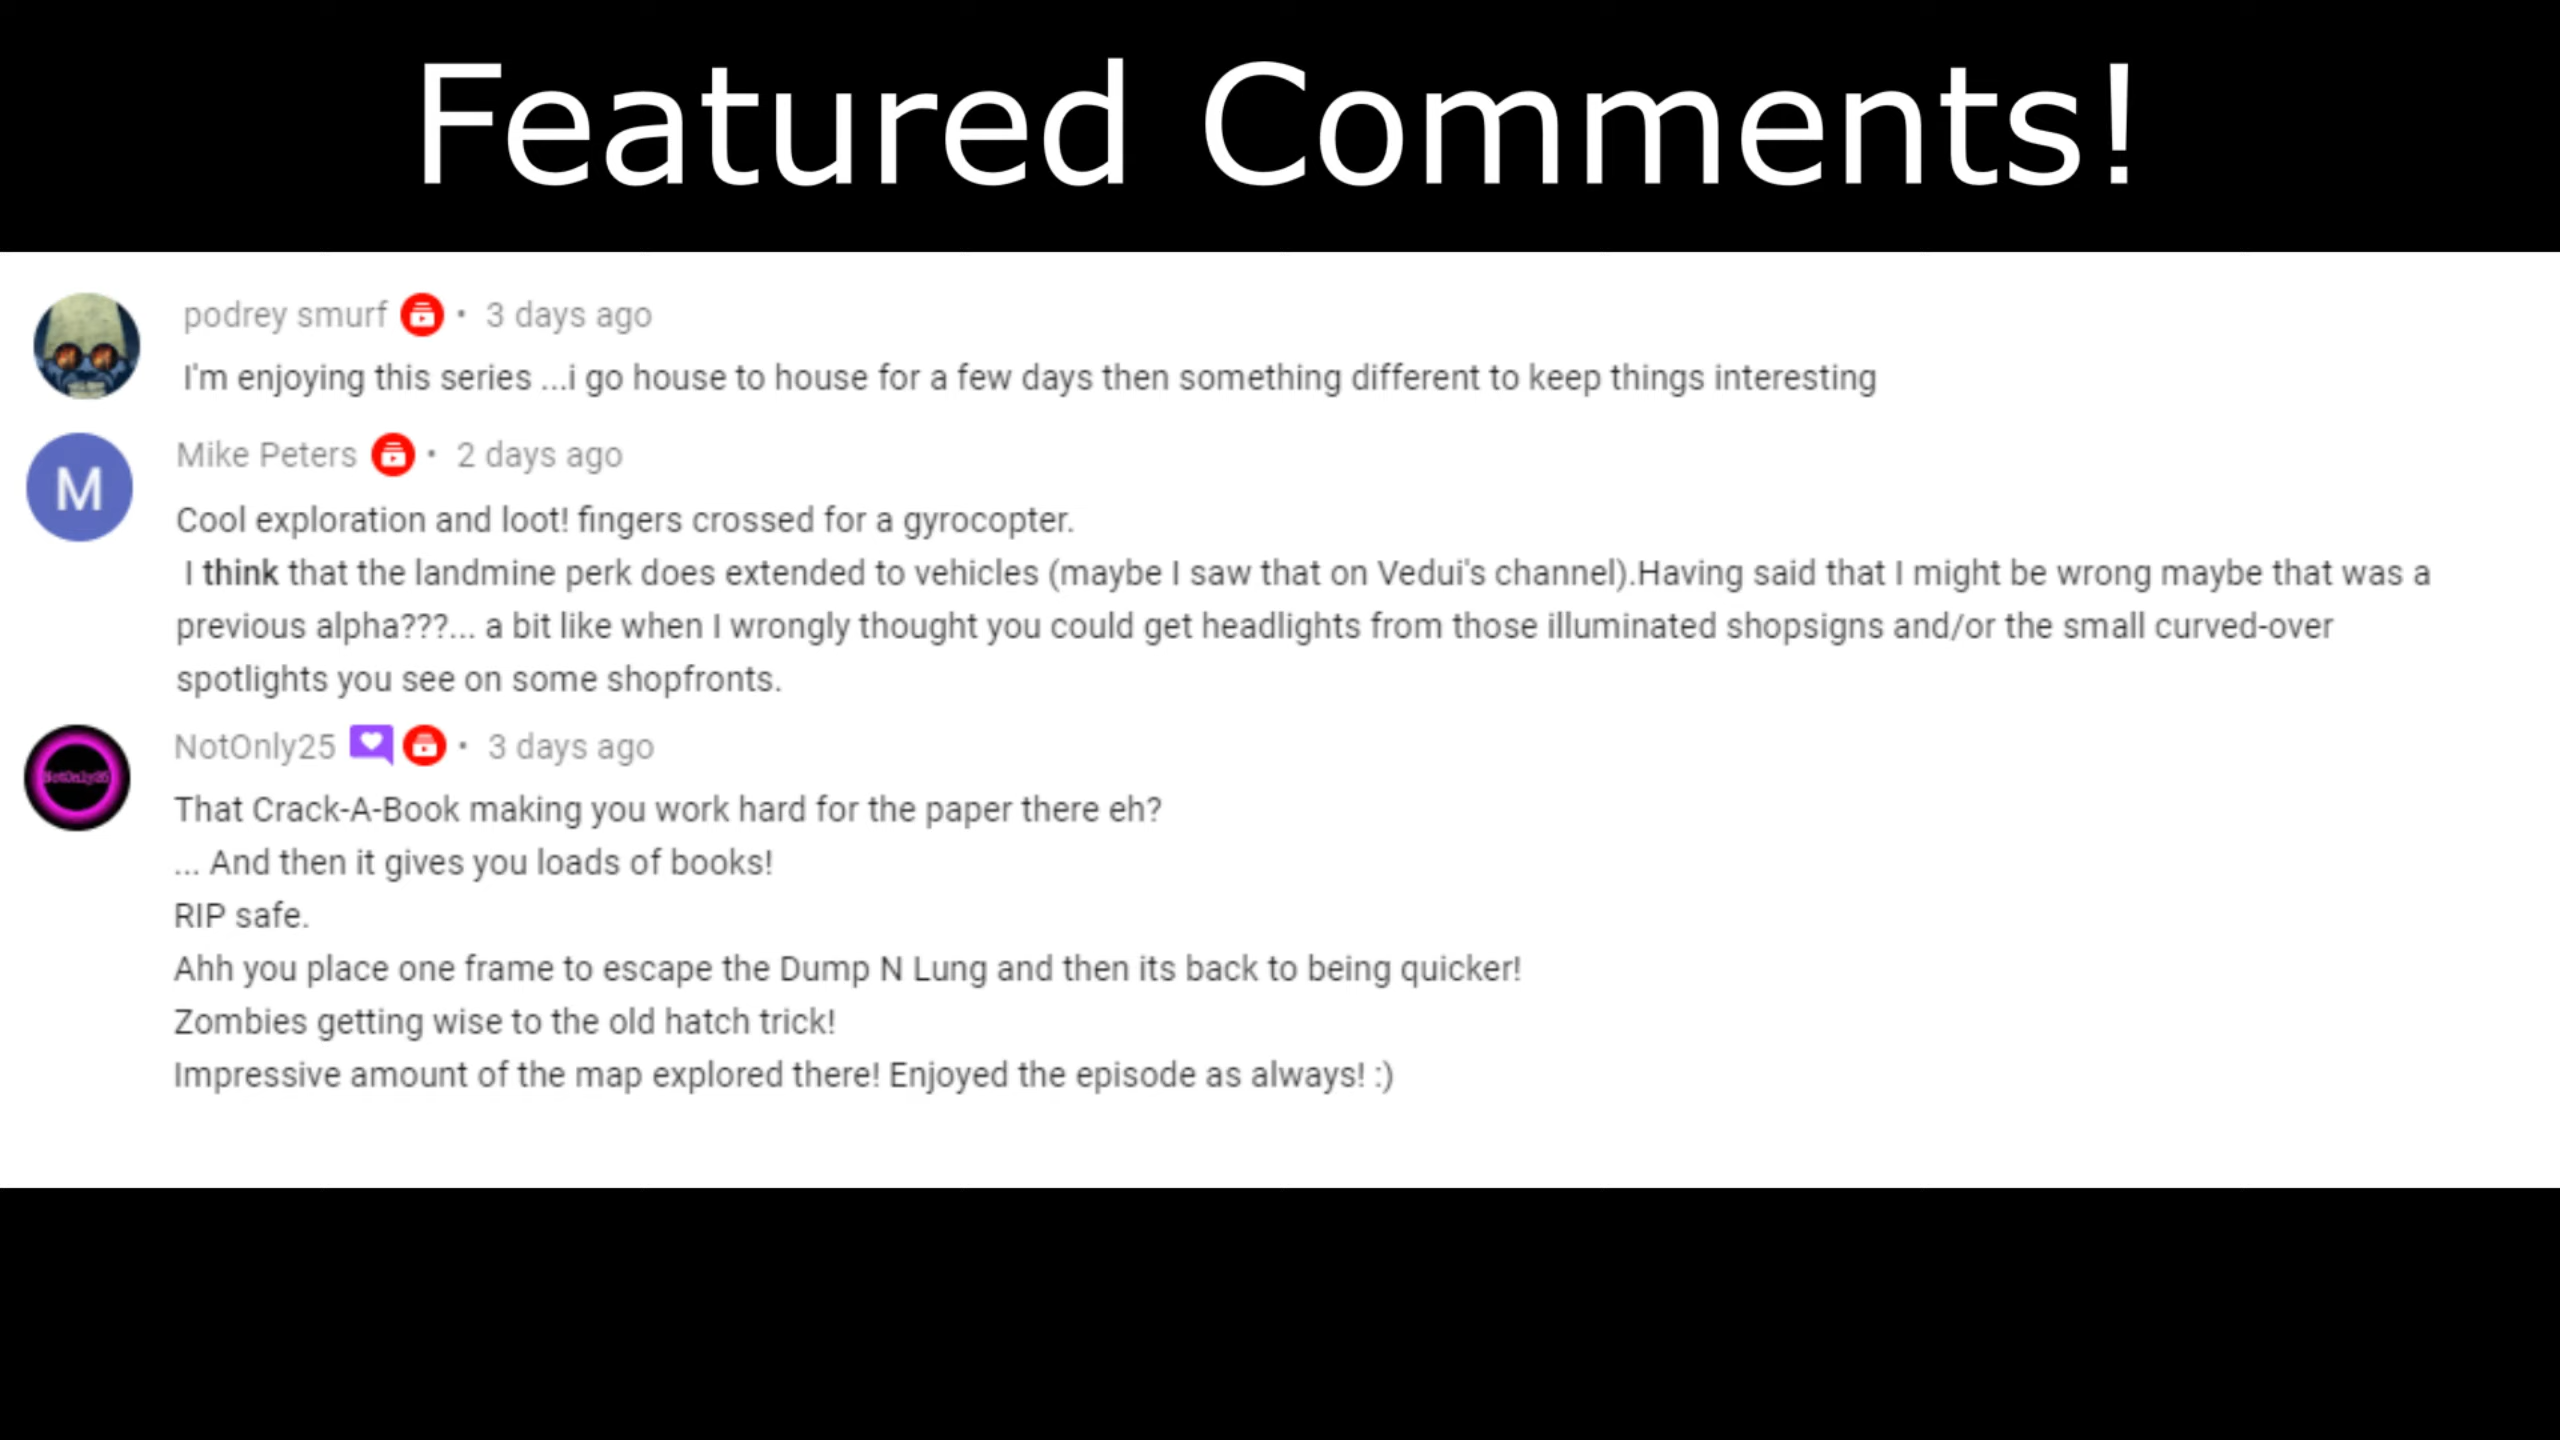 Featured Comments!
podrey smurf • 3 days ago
I'm enjoying this series ...i go house to house for a few days then something different to keep things interesting
M
Mike Peters • 2 days ago
Cool exploration and loot! fingers crossed for a gyrocopter.
I think that the landmine perk does extended to vehicles (maybe I saw that on Vedui's channel).Having said that I might be wrong maybe that was a
previous alpha???... a bit like when I wrongly thought you could get headlights from those illuminated shopsigns and/or the small curved-over
spotlights you see on some shopfronts.
NotOnly25
NotOnly25 • 3 days ago
That Crack-A-Book making you work hard for the paper there eh?
... And then it gives you loads of books!
RIP safe.
Ahh you place one frame to escape the Dump N Lung and then its back to being quicker!
Zombies getting wise to the old hatch trick!
Impressive amount of the map explored there! Enjoyed the episode as always! :)